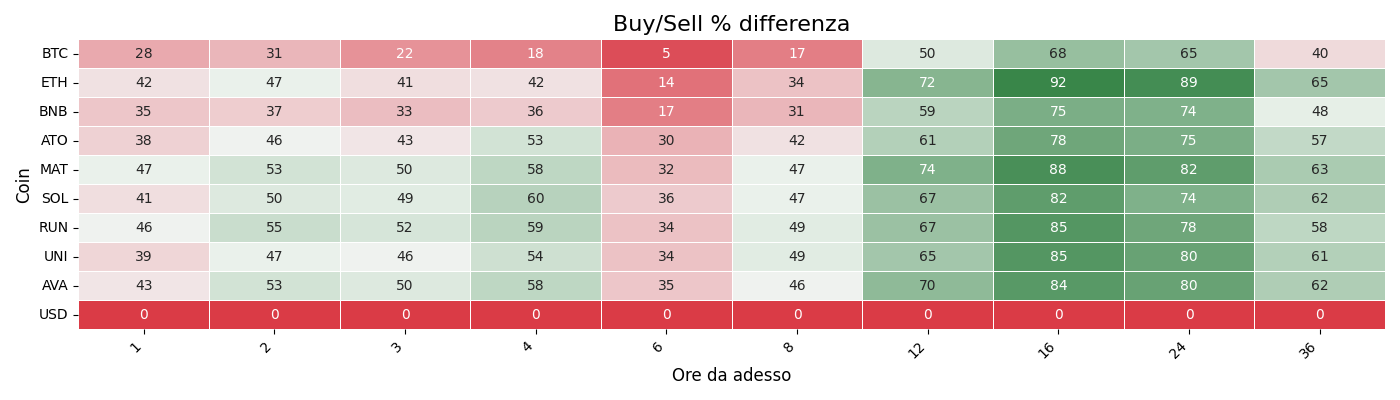 Buy/Sell % differenza
Coin
BTC 28 31 22 18 5 17 50 68 65 40
ETH 42 47 41 42 14 34 72 92 89 65
BNB 35 37 33 36 17 31 59 75 74 48
ATO 38 46 43 53 30 42 61 78 75 57
MAT 47 53 50 58 32 47 74 88 82 63
SOL 41 50 49 60 36 47 67 82 74 62
RUN 46 55 52 59 34 49 67 85 78 58
UNI 39 47 46 54 34 49 65 85 80 61
AVA 43 53 50 58 35 46 70 84 80 62
USD 0 0 0 0 0 0 0 0 0 0
1 2 3 4 6 8 12 16 24 36
Ore da adesso